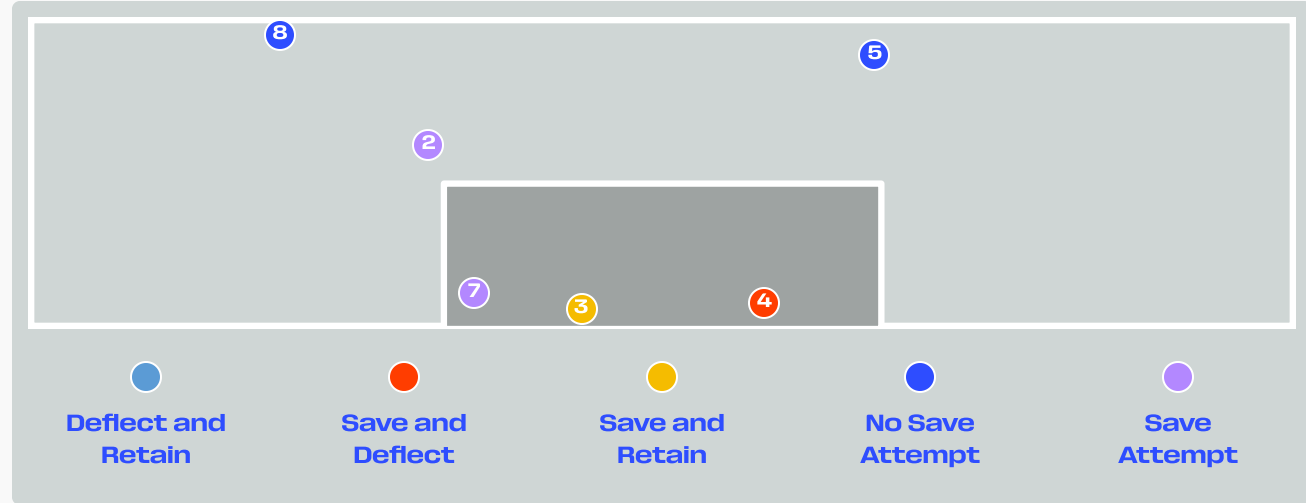 8
5
2
7
3
4
Deflect and
Retain
Save and
Deflect
Save and
Retain
No Save
Attempt
Save
Attempt